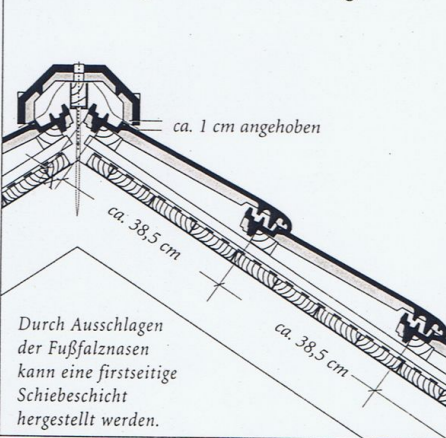 ca. 1 cm angehoben
ca. 38,5 cm
ca. 38,5 cm
Durch Ausschlagen
der Fußfalznasen
kann eine firstseitige
Schiebeschicht
hergestellt werden.